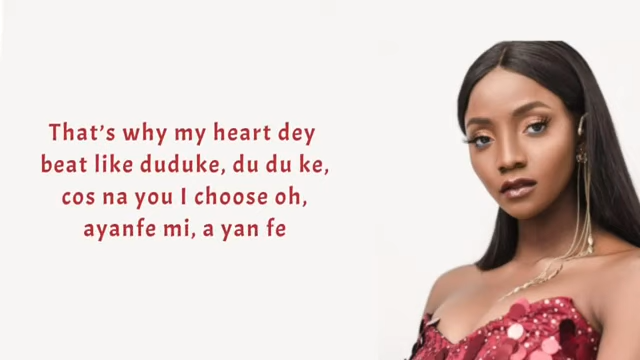 That's why my heart dey
beat like duduke, du du ke,
cos na you I choose oh,
ayanfe mi, a yan fe